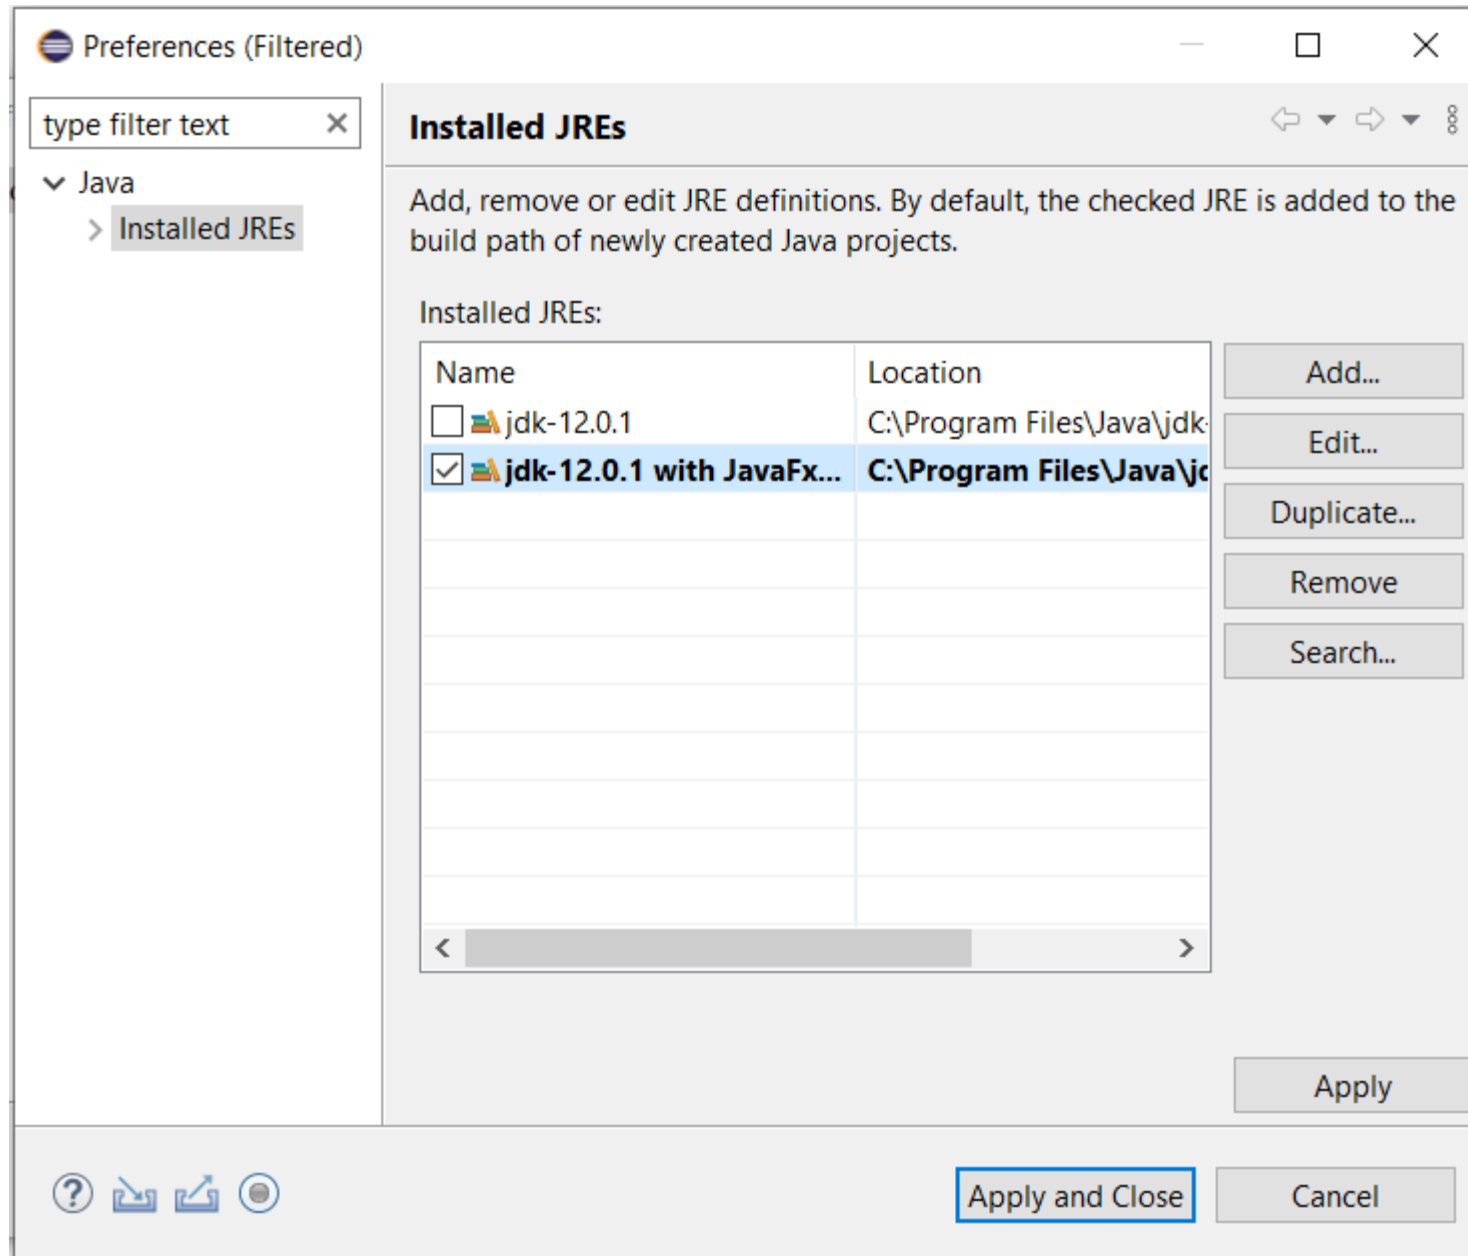 Preferences (Filtered)
type filter text
Java
Installed JREs
Installed JREs
Add, remove or edit JRE definitions. By default, the checked JRE is added to the
build path of newly created Java projects.
Installed JREs:
Name Location
jdk-12.0.1 C:\Program Files\Java\jdk-
jdk-12.0.1 with JavaFx... C:\Program Files\Java\jd
Add...
Edit...
Duplicate...
Remove
Search...
Apply
Apply and Close Cancel